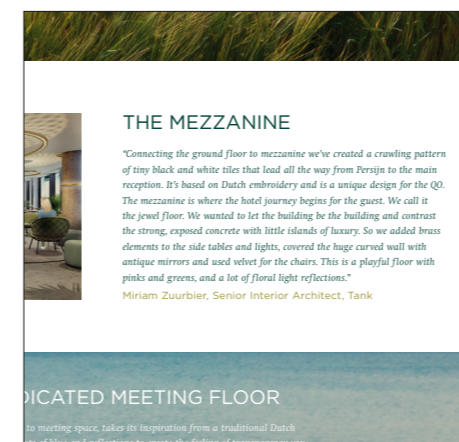 THE MEZZANINE
"Connecting the ground floor to mezzanine we've created a crawling pattern
of tiny black and white tiles that lead all the way from Persijn to the main
reception. It's based on Dutch embroidery and is a unique design for the QO.
The mezzanine is where the hotel journey begins for the guest. We call it
the jewel floor. We wanted to let the building be the building and contrast
the strong, exposed concrete with little islands of luxury. So we added brass
elements to the side tables and lights, covered the huge curved wall with
antique mirrors and used velvet for the chairs. This is a playful floor with
pinks and greens, and a lot of floral light reflections."
Miriam Zuurbier, Senior Interior Architect, Tank
DICATED MEETING FLOOR
to meeting space, takes its inspiration from a traditional Dutch